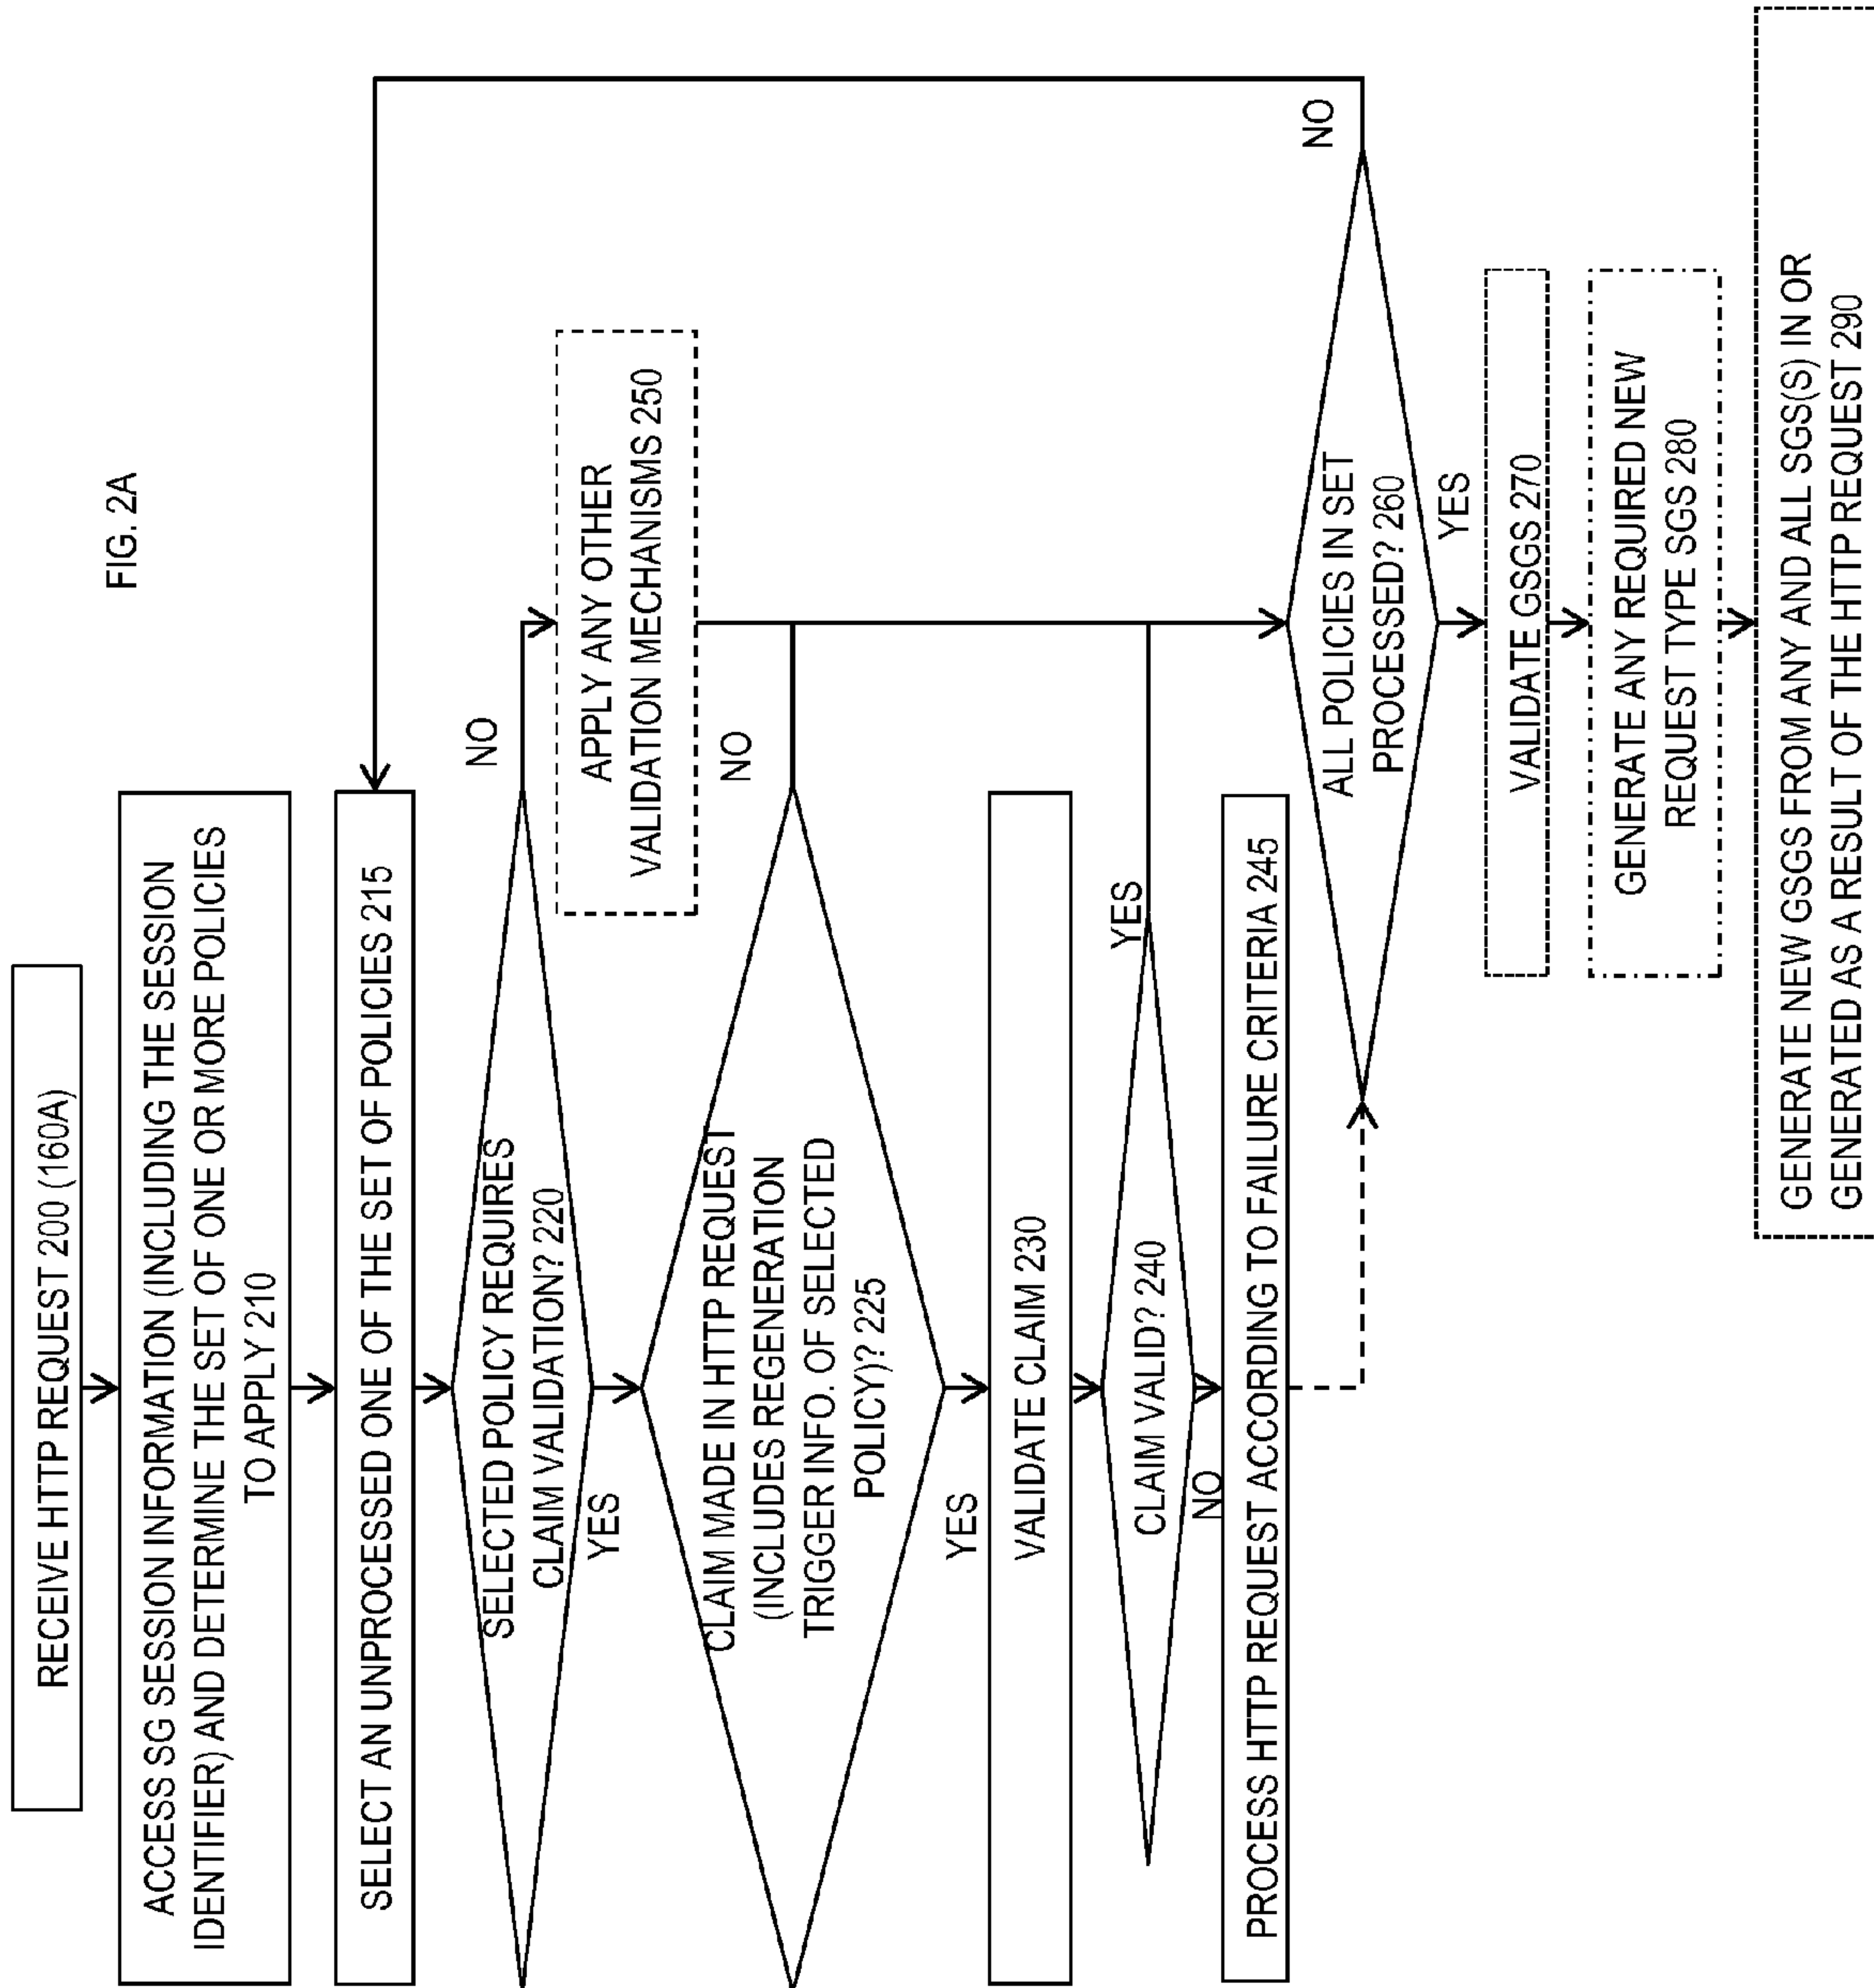 FIG. 2A
RECEIVE HTTP REQUEST 200 (160A)
ACCESS SG SESSION INFORMATION (INCLUDING THE SESSION
IDENTIFIER) AND DETERMINE THE SET OF ONE OR MORE POLICIES
TO APPLY 210
SELECT AN UNPROCESSED ONE OF THE SET OF POLICIES 215
SELECTED POLICY REQUIRES
CLAIM VALIDATION? 220
NO
YES
APPLY ANY OTHER
VALIDATION MECHANISMS 250
CLAIM MADE IN HTTP REQUEST
(INCLUDES REGENERATION
TRIGGER INFO. OF SELECTED
POLICY)? 225
NO
YES
VALIDATE CLAIM 230
CLAIM VALID? 240
YES
NO
PROCESS HTTP REQUEST ACCORDING TO FAILURE CRITERIA 245
ALL POLICIES IN SET
PROCESSED? 260
NO
YES
VALIDATE GSGS 270
GENERATE ANY REQUIRED NEW
REQUEST TYPE SGS 280
GENERATE NEW GSGS FROM ANY AND ALL SGS(S) IN OR
GENERATED AS A RESULT OF THE HTTP REQUEST 290